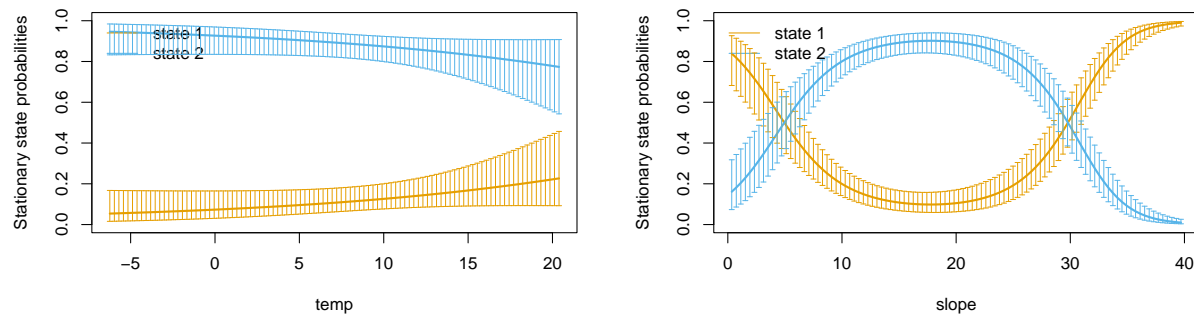 Stationary state probabilities
1.0
0.8
0.6
0.4
0.2
0.0
state 1
state 2
−5 0 5 10 15 20
temp
Stationary state probabilities
1.0
0.8
0.6
0.4
0.2
0.0
state 1
state 2
0 10 20 30 40
slope